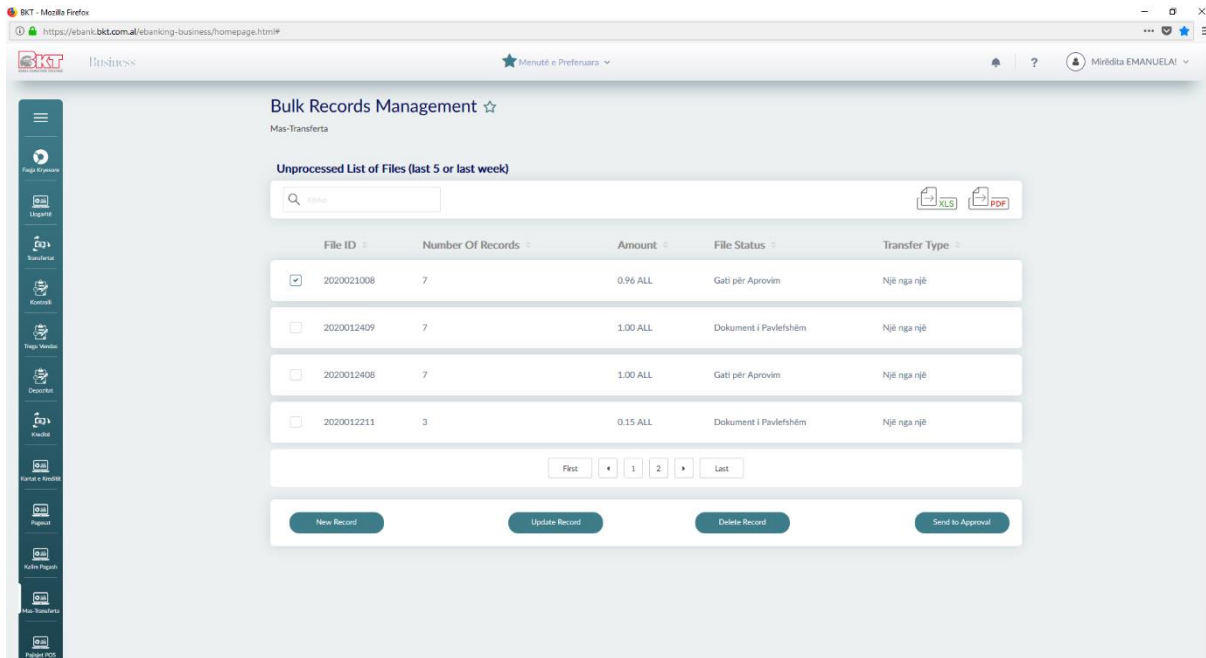 BKT - Mozilla Firefox
https://ebank.bkt.com.al/ebanking-business/homepage.html#
BKT Business Menutë e Preferuara ? Mirëdita EMANUELA!
Bulk Records Management
Mas-Transferta
Faqja Kryesore
Unprocessed List of Files (last 5 or last week)
Llogaritë
XLS PDF
File ID Number Of Records Amount File Status Transfer Type
Transfertat
2020021008 7 0.96 ALL Gati për Aprovim Një nga një
Kontrolli
2020012409 7 1.00 ALL Dokument i Pavlefshëm Një nga një
Trego Vendas
2020012408 7 1.00 ALL Gati për Aprovim Një nga një
Depozitat
2020012211 3 0.15 ALL Dokument i Pavlefshëm Një nga një
Kreditë
First 1 2 Last
Kartat e Kreditit
New Record Update Record Delete Record Send to Approval
Pagesat
Kalim Pagash
Mas-Transferta
Pajisjet POS